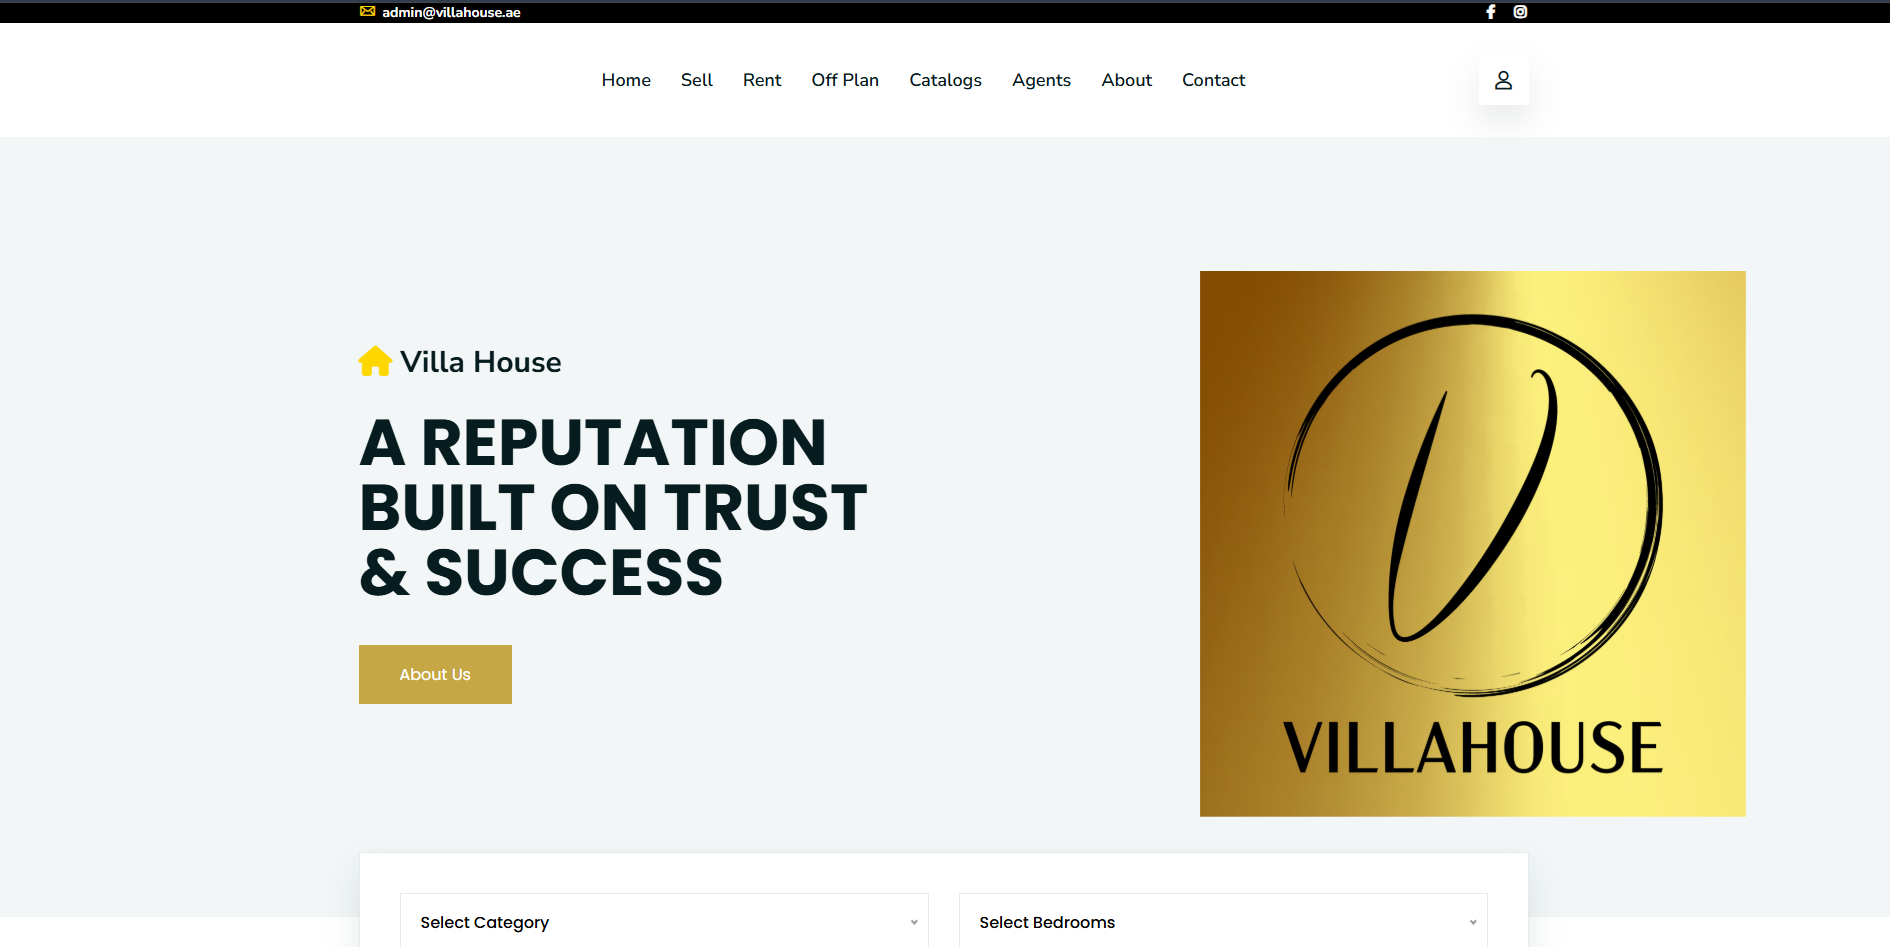 admin@villahouse.ae
Home Sell Rent Off Plan Catalogs Agents About Contact
Villa House
A REPUTATION
BUILT ON TRUST
& SUCCESS
About Us
V
VILLAHOUSE
Select Category
Select Bedrooms